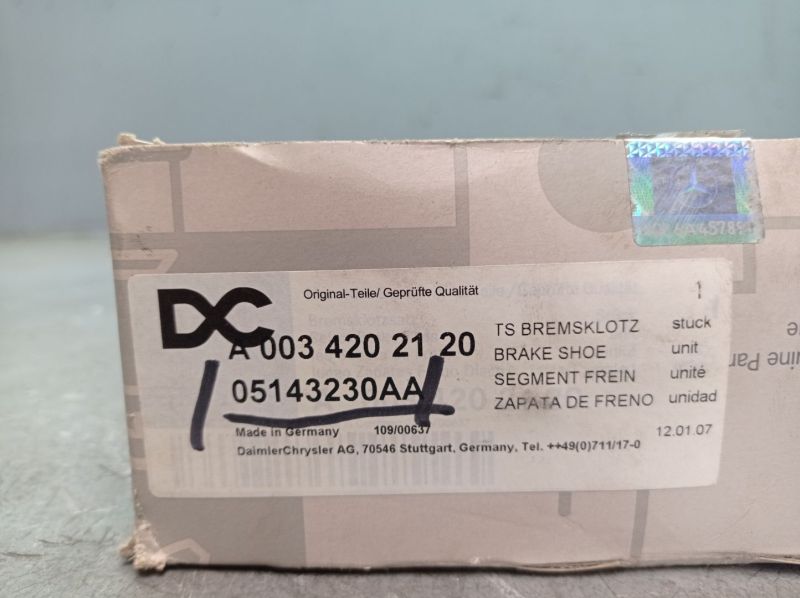 DC
Original-Teile/ Geprüfte Qualität
1
A 003 420 21 20
05143230AA
TS BREMSKLOTZ stuck
BRAKE SHOE unit
SEGMENT FREIN unité
ZAPATA DE FRENO unidad
Made in Germany 109/00637
12.01.07
DaimlerChrysler AG, 70546 Stuttgart, Germany, Tel. ++49(0)711/17-0